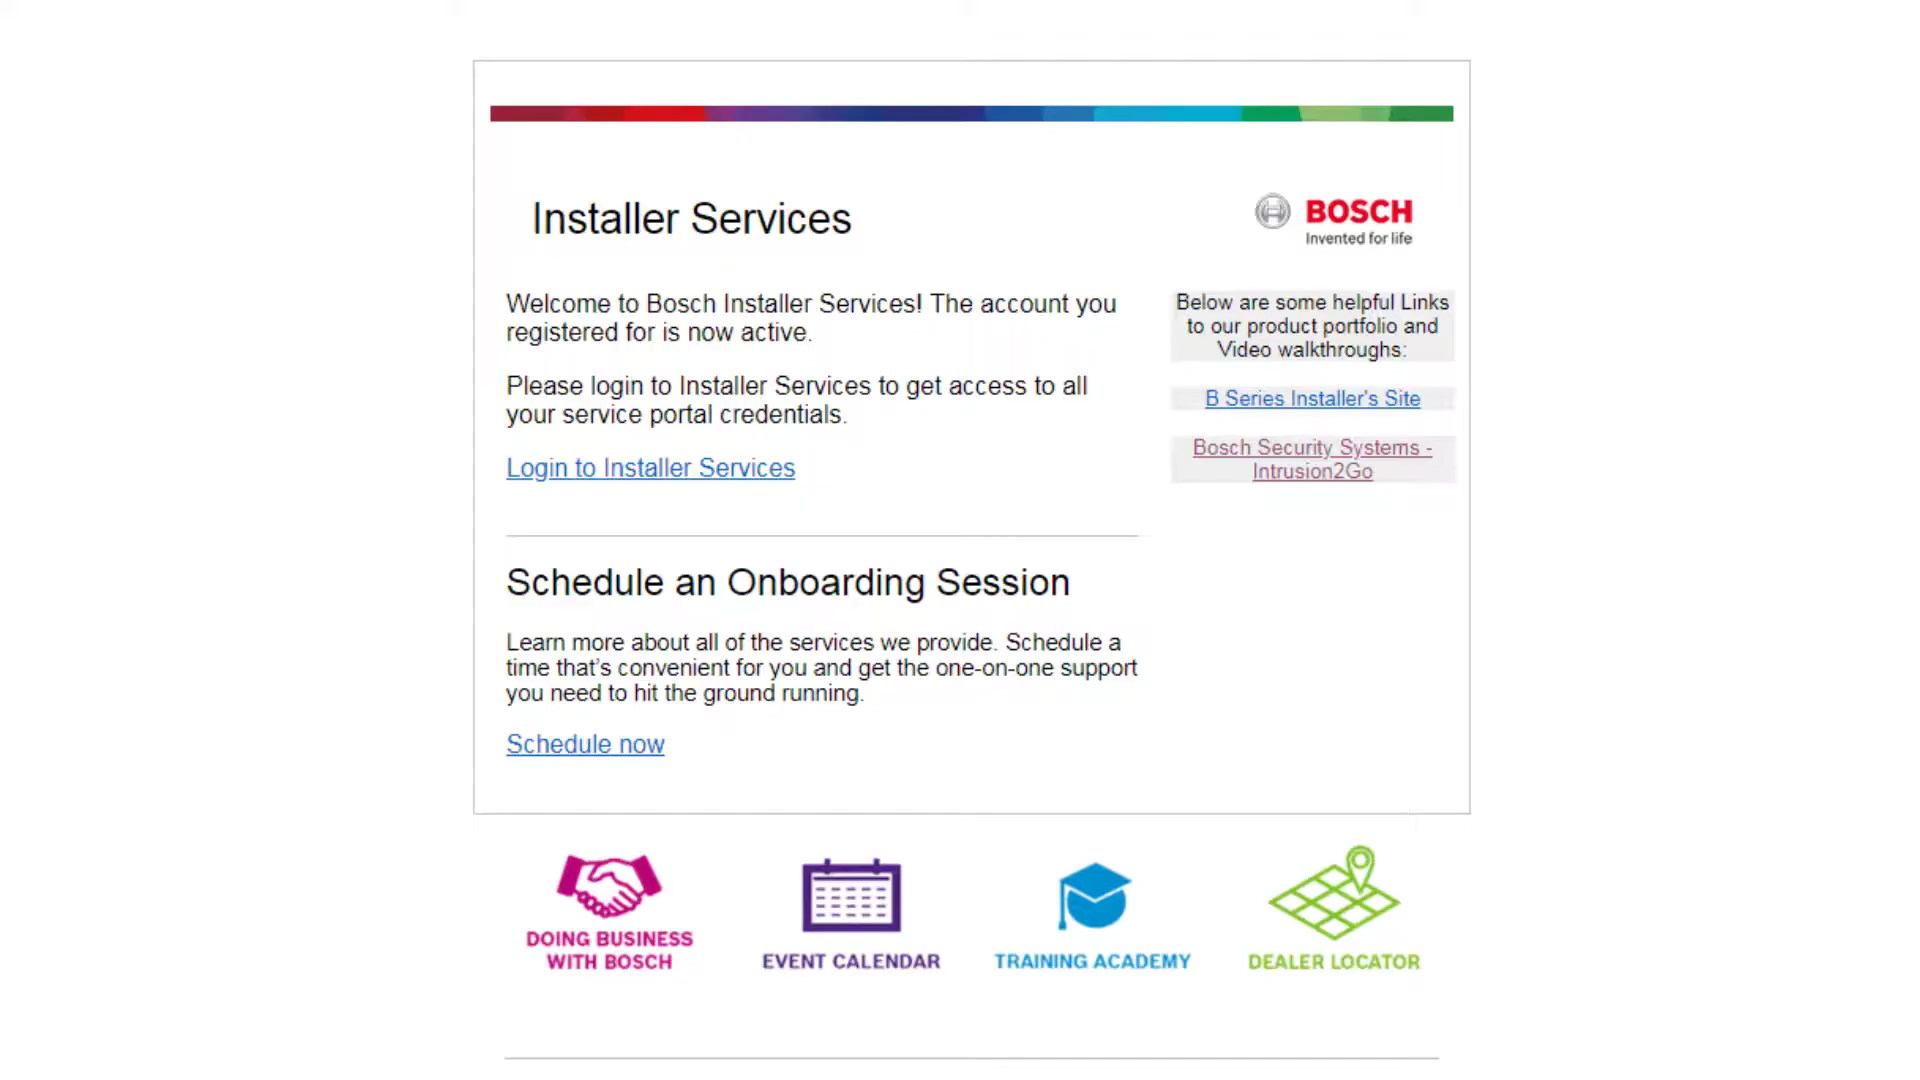 Installer Services
BOSCH
Invented for life
Welcome to Bosch Installer Services! The account you
registered for is now active.
Please login to Installer Services to get access to all
your service portal credentials.
Login to Installer Services
Below are some helpful Links
to our product portfolio and
Video walkthroughs:
B Series Installer's Site
Bosch Security Systems -
Intrusion2Go
Schedule an Onboarding Session
Learn more about all of the services we provide. Schedule a
time that's convenient for you and get the one-on-one support
you need to hit the ground running.
Schedule now
DOING BUSINESS
WITH BOSCH
EVENT CALENDAR
TRAINING ACADEMY
DEALER LOCATOR